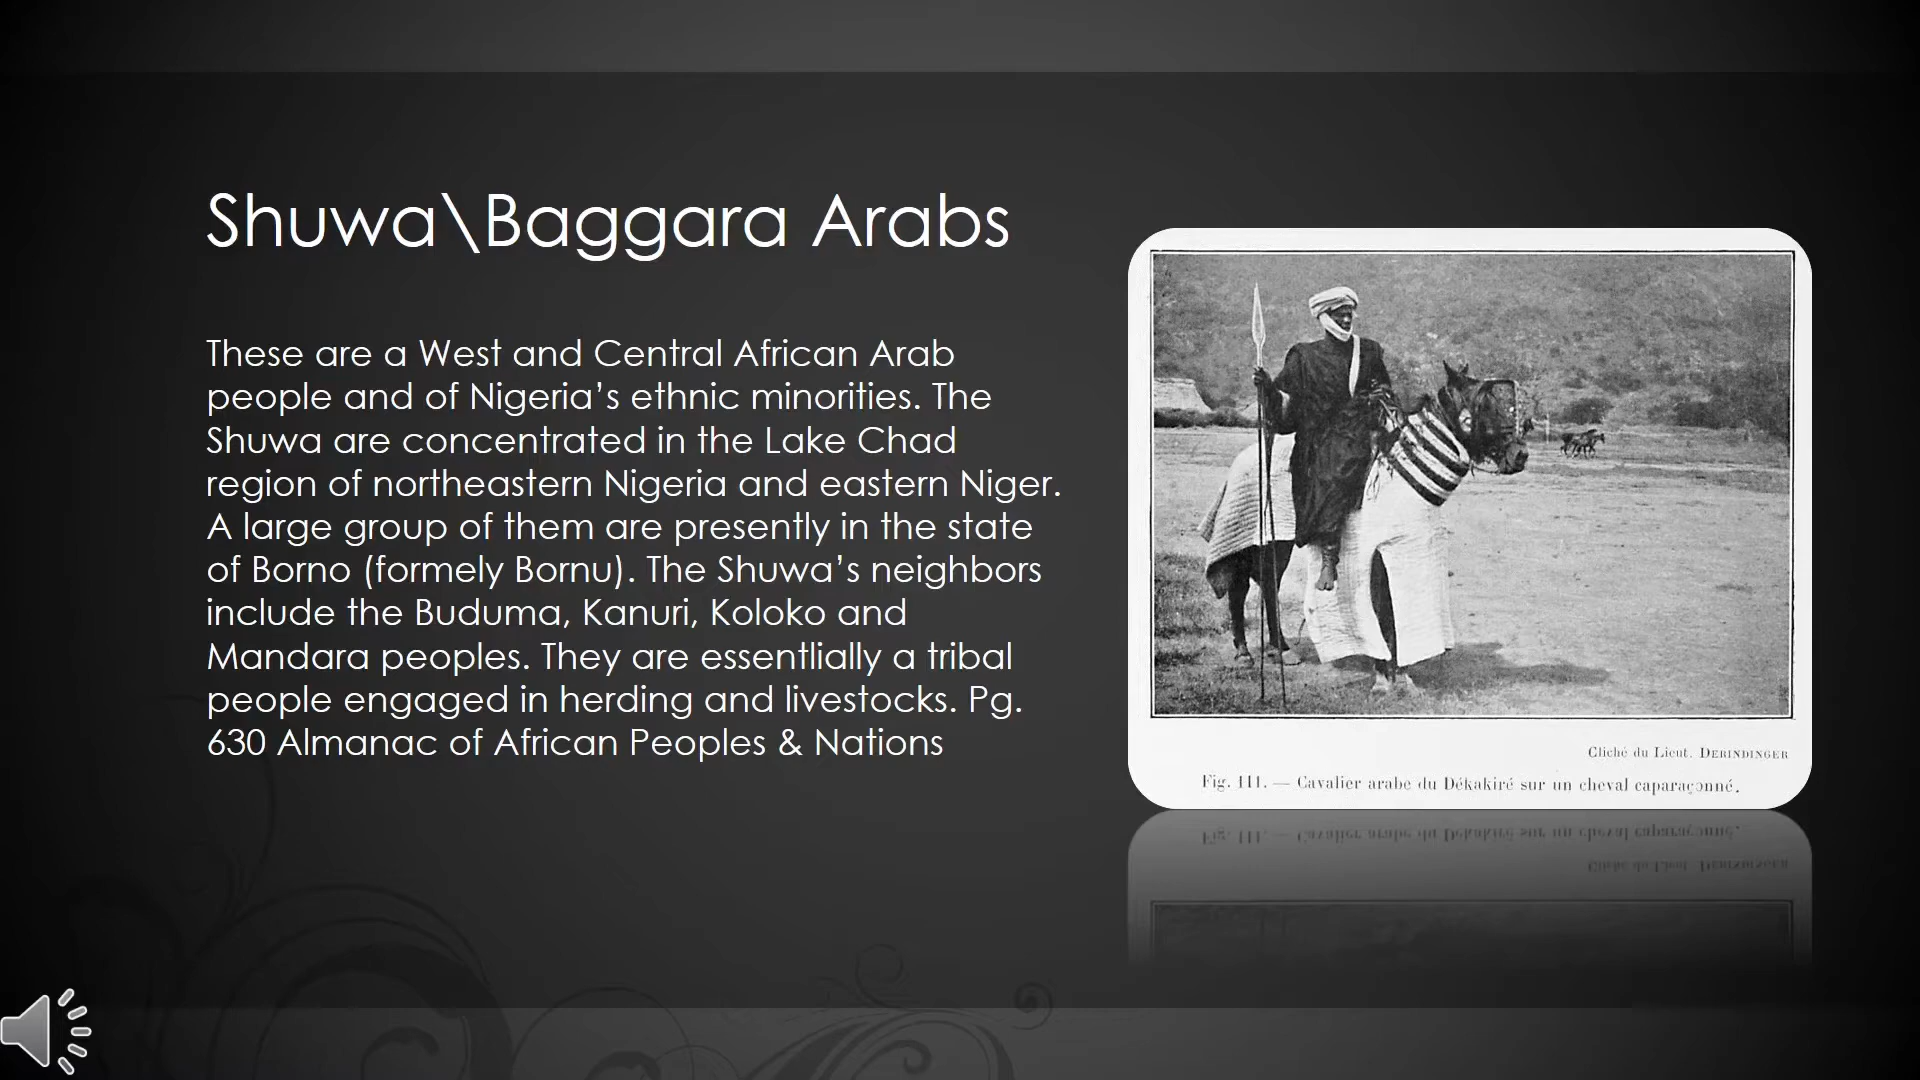 Shuwa\Baggara Arabs
These are a West and Central African Arab
people and of Nigeria’s ethnic minorities. The
Shuwa are concentrated in the Lake Chad
region of northeastern Nigeria and eastern Niger.
A large group of them are presently in the state
of Borno (formely Bornu). The Shuwa’s neighbors
include the Buduma, Kanuri, Koloko and
Mandara peoples. They are essentlially a tribal
people engaged in herding and livestocks. Pg.
630 Almanac of African Peoples & Nations
Cliché du Lieut. DERINDINGER
Fig. 111. — Cavalier arabe du Dékakiré sur un cheval caparaçonné.